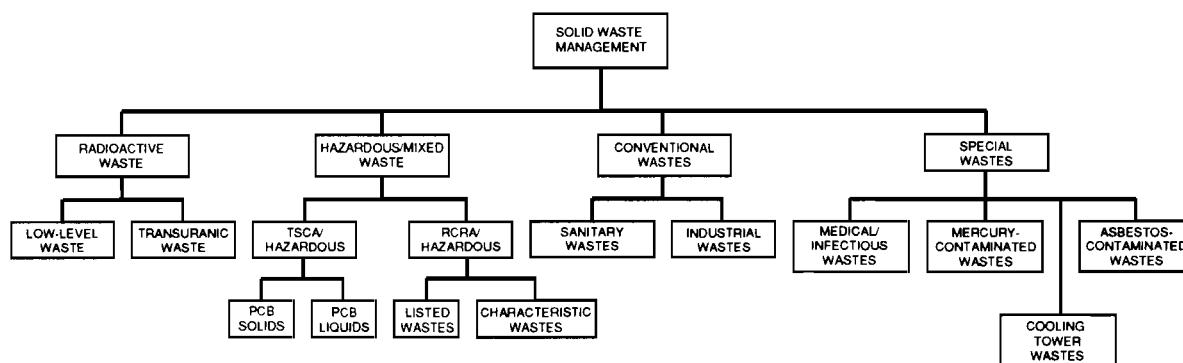 SOLID WASTE
MANAGEMENT
RADIOACTIVE
WASTE
HAZARDOUS/MIXED
WASTE
CONVENTIONAL
WASTES
SPECIAL
WASTES
LOW-LEVEL
WASTE
TRANSURANIC
WASTE
TSCA/
HAZARDOUS
RCRA/
HAZARDOUS
SANITARY
WASTES
INDUSTRIAL
WASTES
MEDICAL/
INFECTIOUS
WASTES
MERCURY-
CONTAMINATED
WASTES
ASBESTOS-
CONTAMINATED
WASTES
PCB
SOLIDS
PCB
LIQUIDS
LISTED
WASTES
CHARACTERISTIC
WASTES
COOLING
TOWER
WASTES